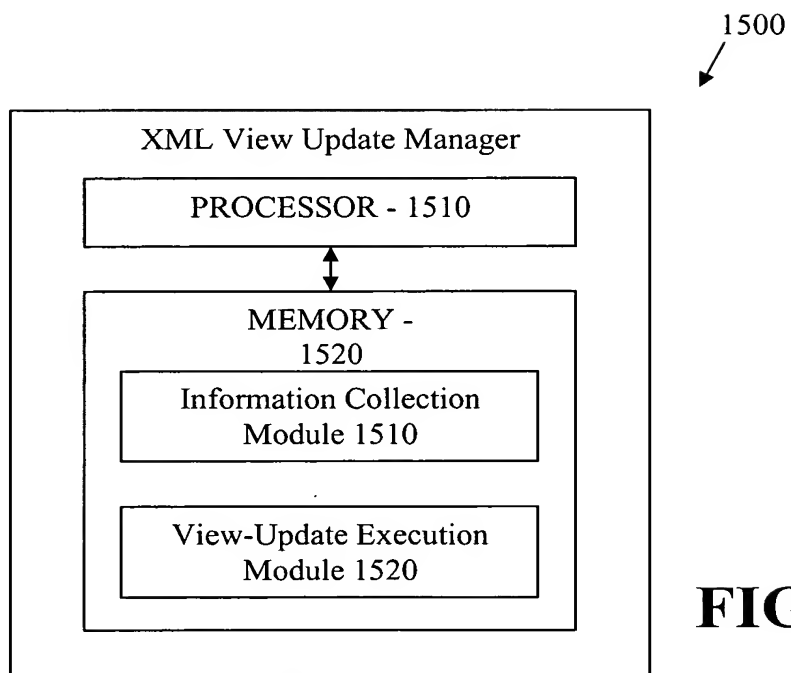 1500
XML View Update Manager
PROCESSOR - 1510
MEMORY -
1520
Information Collection
Module 1510
View-Update Execution
Module 1520
FIG